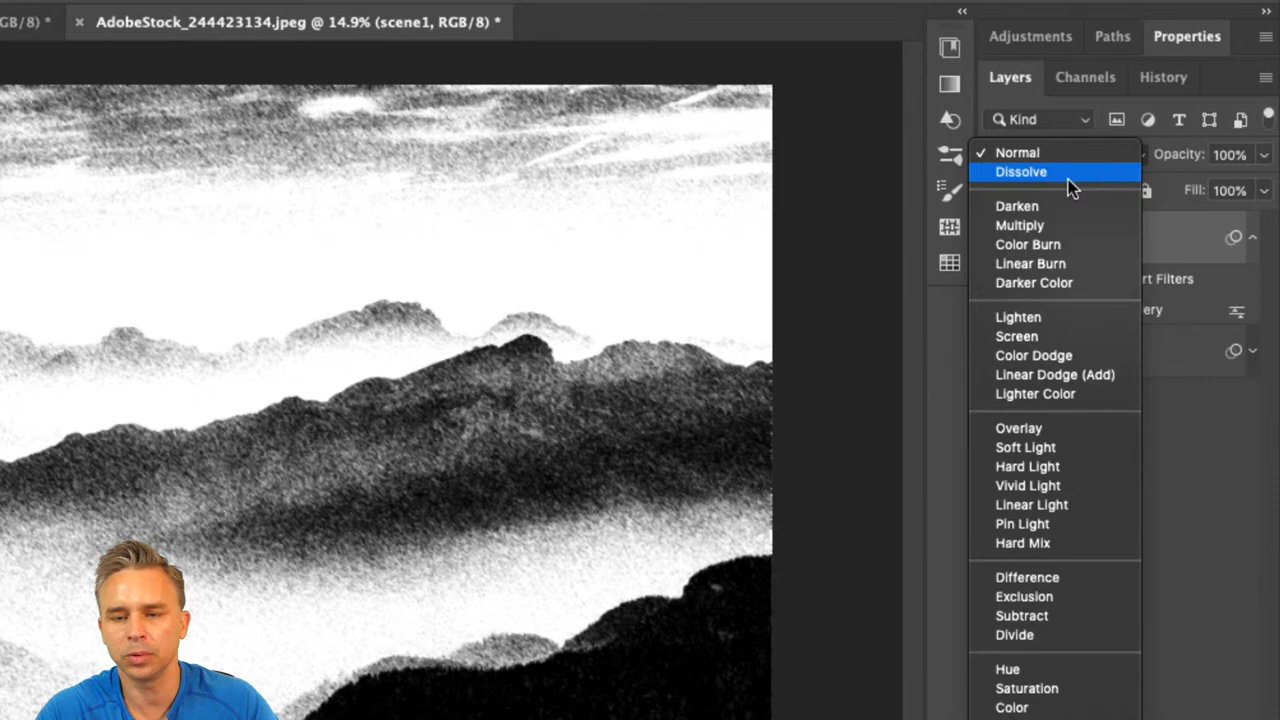 GB/8) *
× AdobeStock_244423134.jpeg @ 14.9% (scene1, RGB/8) *
Adjustments Paths Properties
Layers Channels History
Kind
✓ Normal
Opacity: 100%
Dissolve
Fill: 100%
Darken
Multiply
Color Burn
Linear Burn
rt Filters
Darker Color
ery
Lighten
Screen
Color Dodge
Linear Dodge (Add)
Lighter Color
Overlay
Soft Light
Hard Light
Vivid Light
Linear Light
Pin Light
Hard Mix
Difference
Exclusion
Subtract
Divide
Hue
Saturation
Color